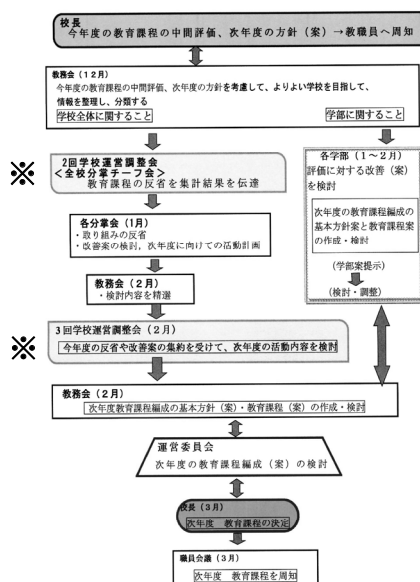 校長
今年度の教育課程の中間評価、次年度の方針（案）→教職員へ周知
教務会（12月）
今年度の教育課程の中間評価、次年度の方針（案）を考慮して、よりよい学校を目指して、
情報を整理し、分類する
学校全体に関すること
学部に関すること
※
2回学校運営調整会
＜全校分掌チーフ会＞
教育課程の反省を集計結果を伝達
各分掌会（1月）
・取り組みの反省
・改善案の検討，次年度に向けての活動計画
教務会（２月）
・検討内容を精選
※
３回学校運営調整会（２月）
今年の反省や改善案の集約を受けて、次年度の活動内容を検討
各学部（１～２月）
評価に対する改善（案）
を検討
次年度の教育課程編成の
基本方針案と教育課程案
の作成・検討
（学部案提示）
（検討・調整）
教務会（２月）
次年度教育課程編成の基本方針（案）・教育課程（案）の作成・検討
運営委員会
次年度の教育課程編成（案）の検討
校長（３月）
次年度　教育課程の決定
職員会議（３月）
次年度　教育課程を周知